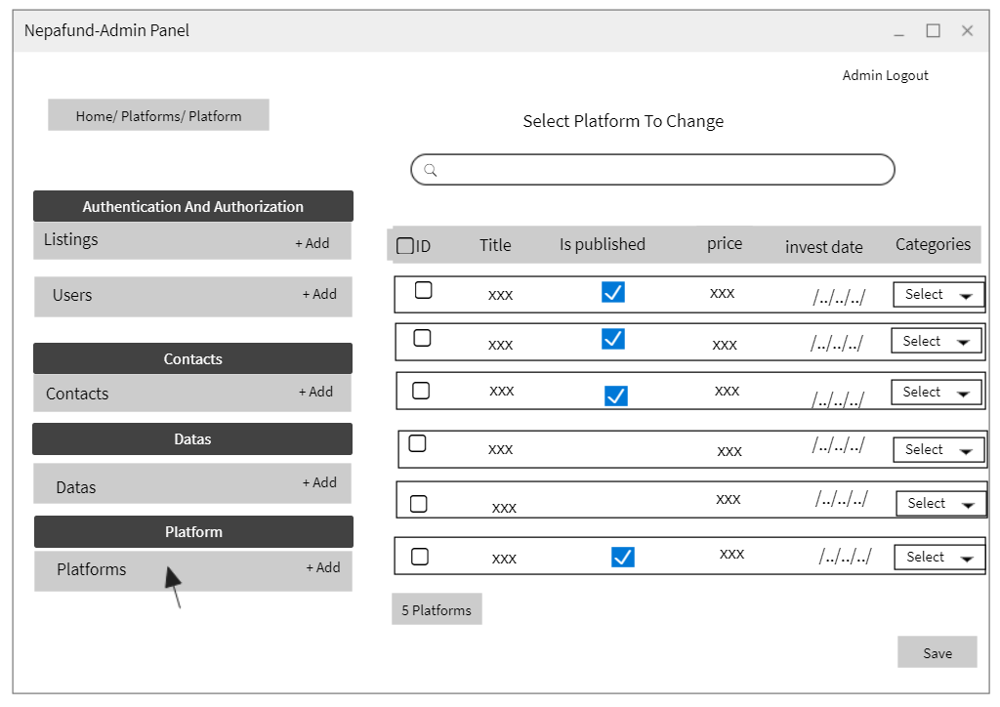 Nepafund-Admin Panel
Admin Logout
Home/ Platforms/ Platform
Select Platform To Change
Authentication And Authorization
Listings + Add
Users + Add
Contacts
Contacts + Add
Datas
Datas + Add
Platform
Platforms + Add
ID Title Is published price invest date Categories
xxx xxx /../../../ Select
xxx xxx /../../../ Select
xxx xxx /../../../ Select
xxx xxx /../../../ Select
xxx xxx /../../../ Select
xxx xxx /../../../ Select
5 Platforms
Save